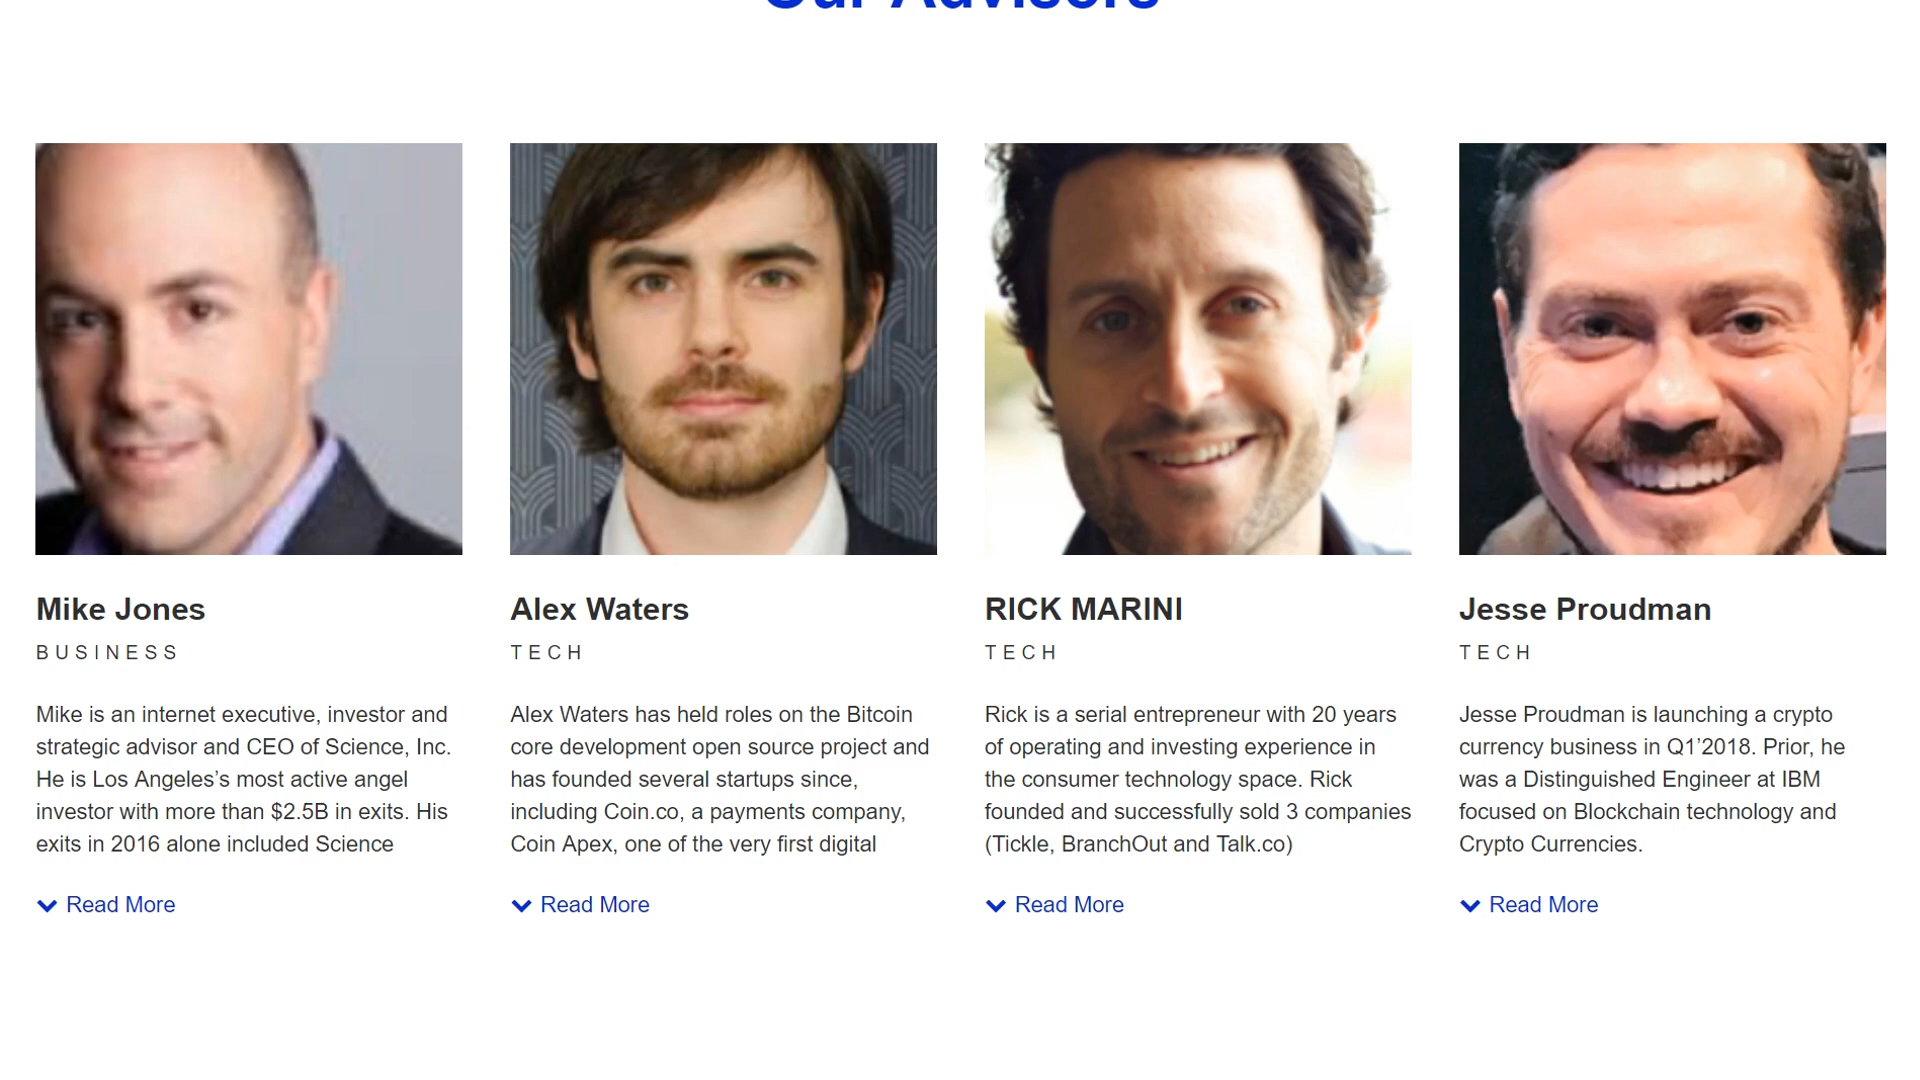 Our Advisors
Mike Jones
BUSINESS
Mike is an internet executive, investor and
strategic advisor and CEO of Science, Inc.
He is Los Angeles’s most active angel
investor with more than $2.5B in exits. His
exits in 2016 alone included Science
Read More
Alex Waters
TECH
Alex Waters has held roles on the Bitcoin
core development open source project and
has founded several startups since,
including Coin.co, a payments company,
Coin Apex, one of the very first digital
Read More
RICK MARINI
TECH
Rick is a serial entrepreneur with 20 years
of operating and investing experience in
the consumer technology space. Rick
founded and successfully sold 3 companies
(Tickle, BranchOut and Talk.co)
Read More
Jesse Proudman
TECH
Jesse Proudman is launching a crypto
currency business in Q1’2018. Prior, he
was a Distinguished Engineer at IBM
focused on Blockchain technology and
Crypto Currencies.
Read More